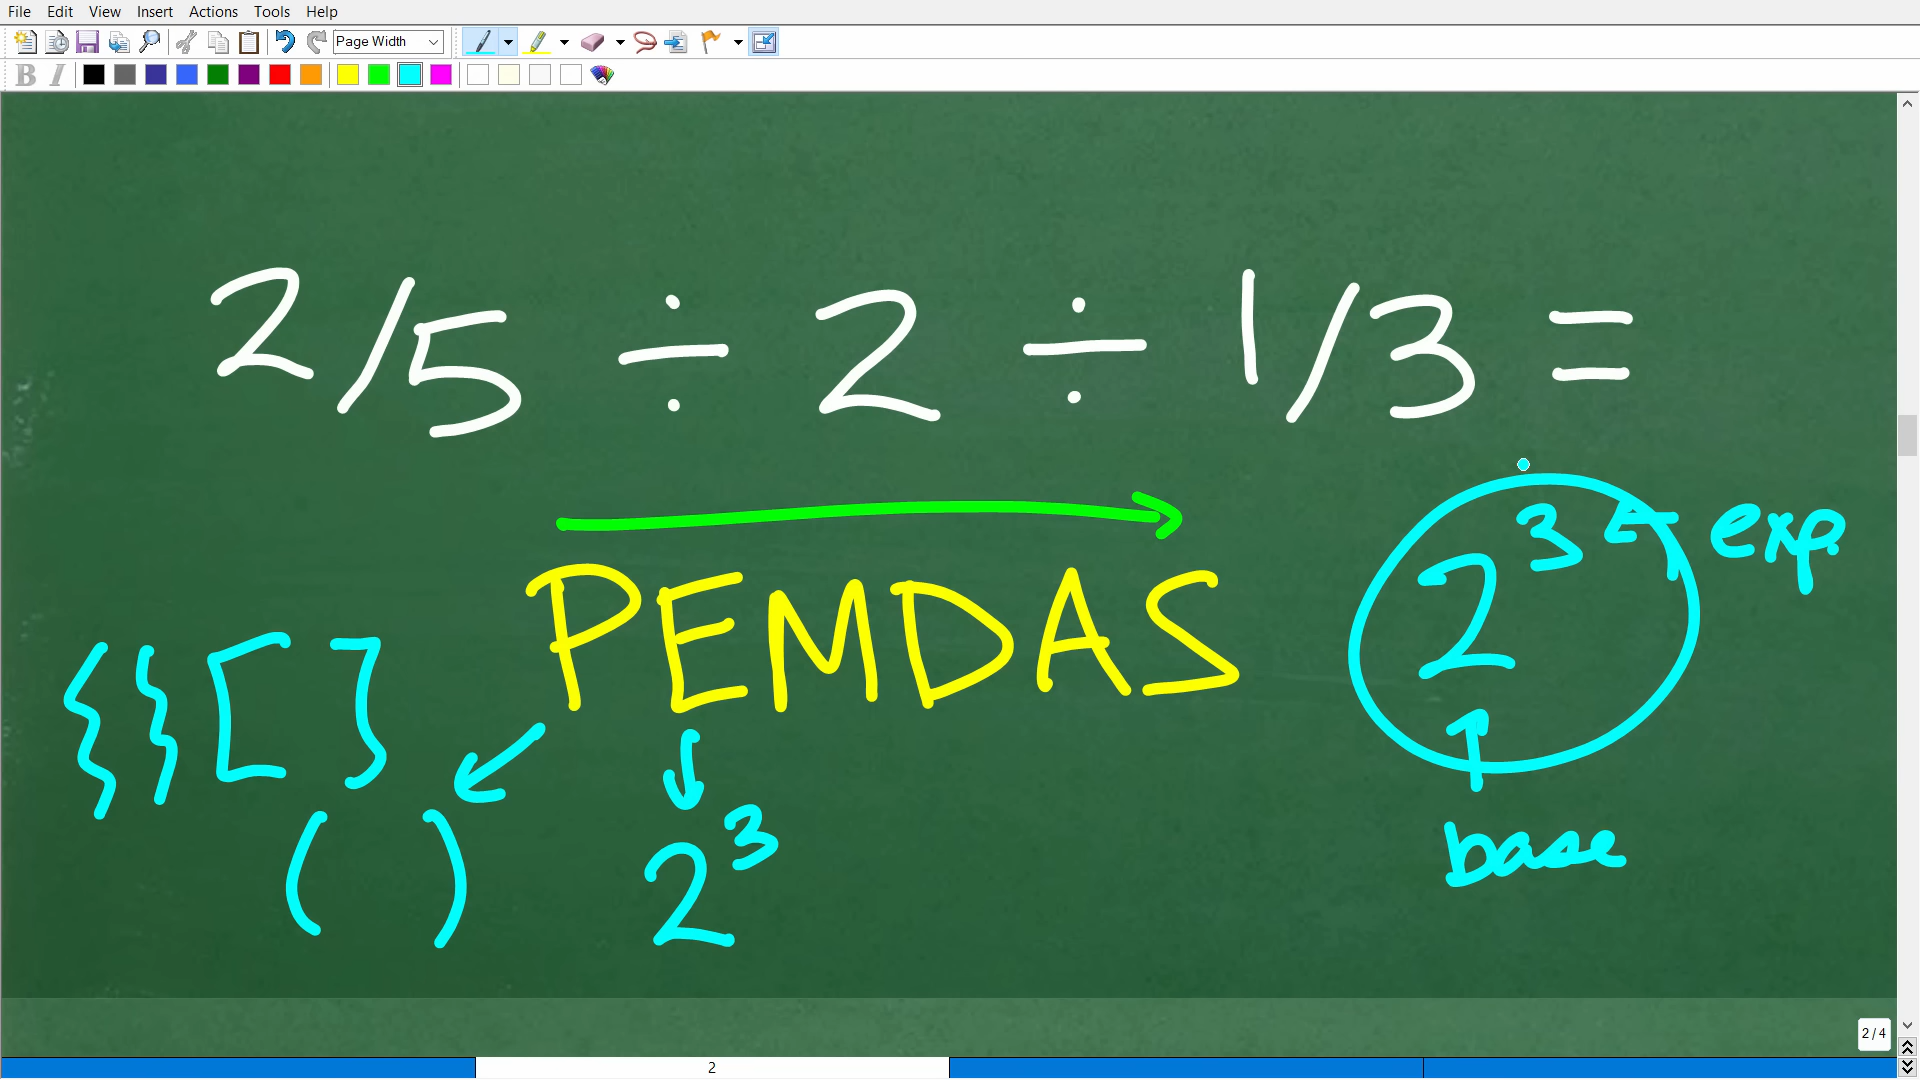 File Edit View Insert Actions Tools Help
Page Width
B I
2/5 ÷ 2 ÷ 1/3 =
PEMDAS
2³ exp
base
{ } [ ]
( )
2³
2 / 4
2